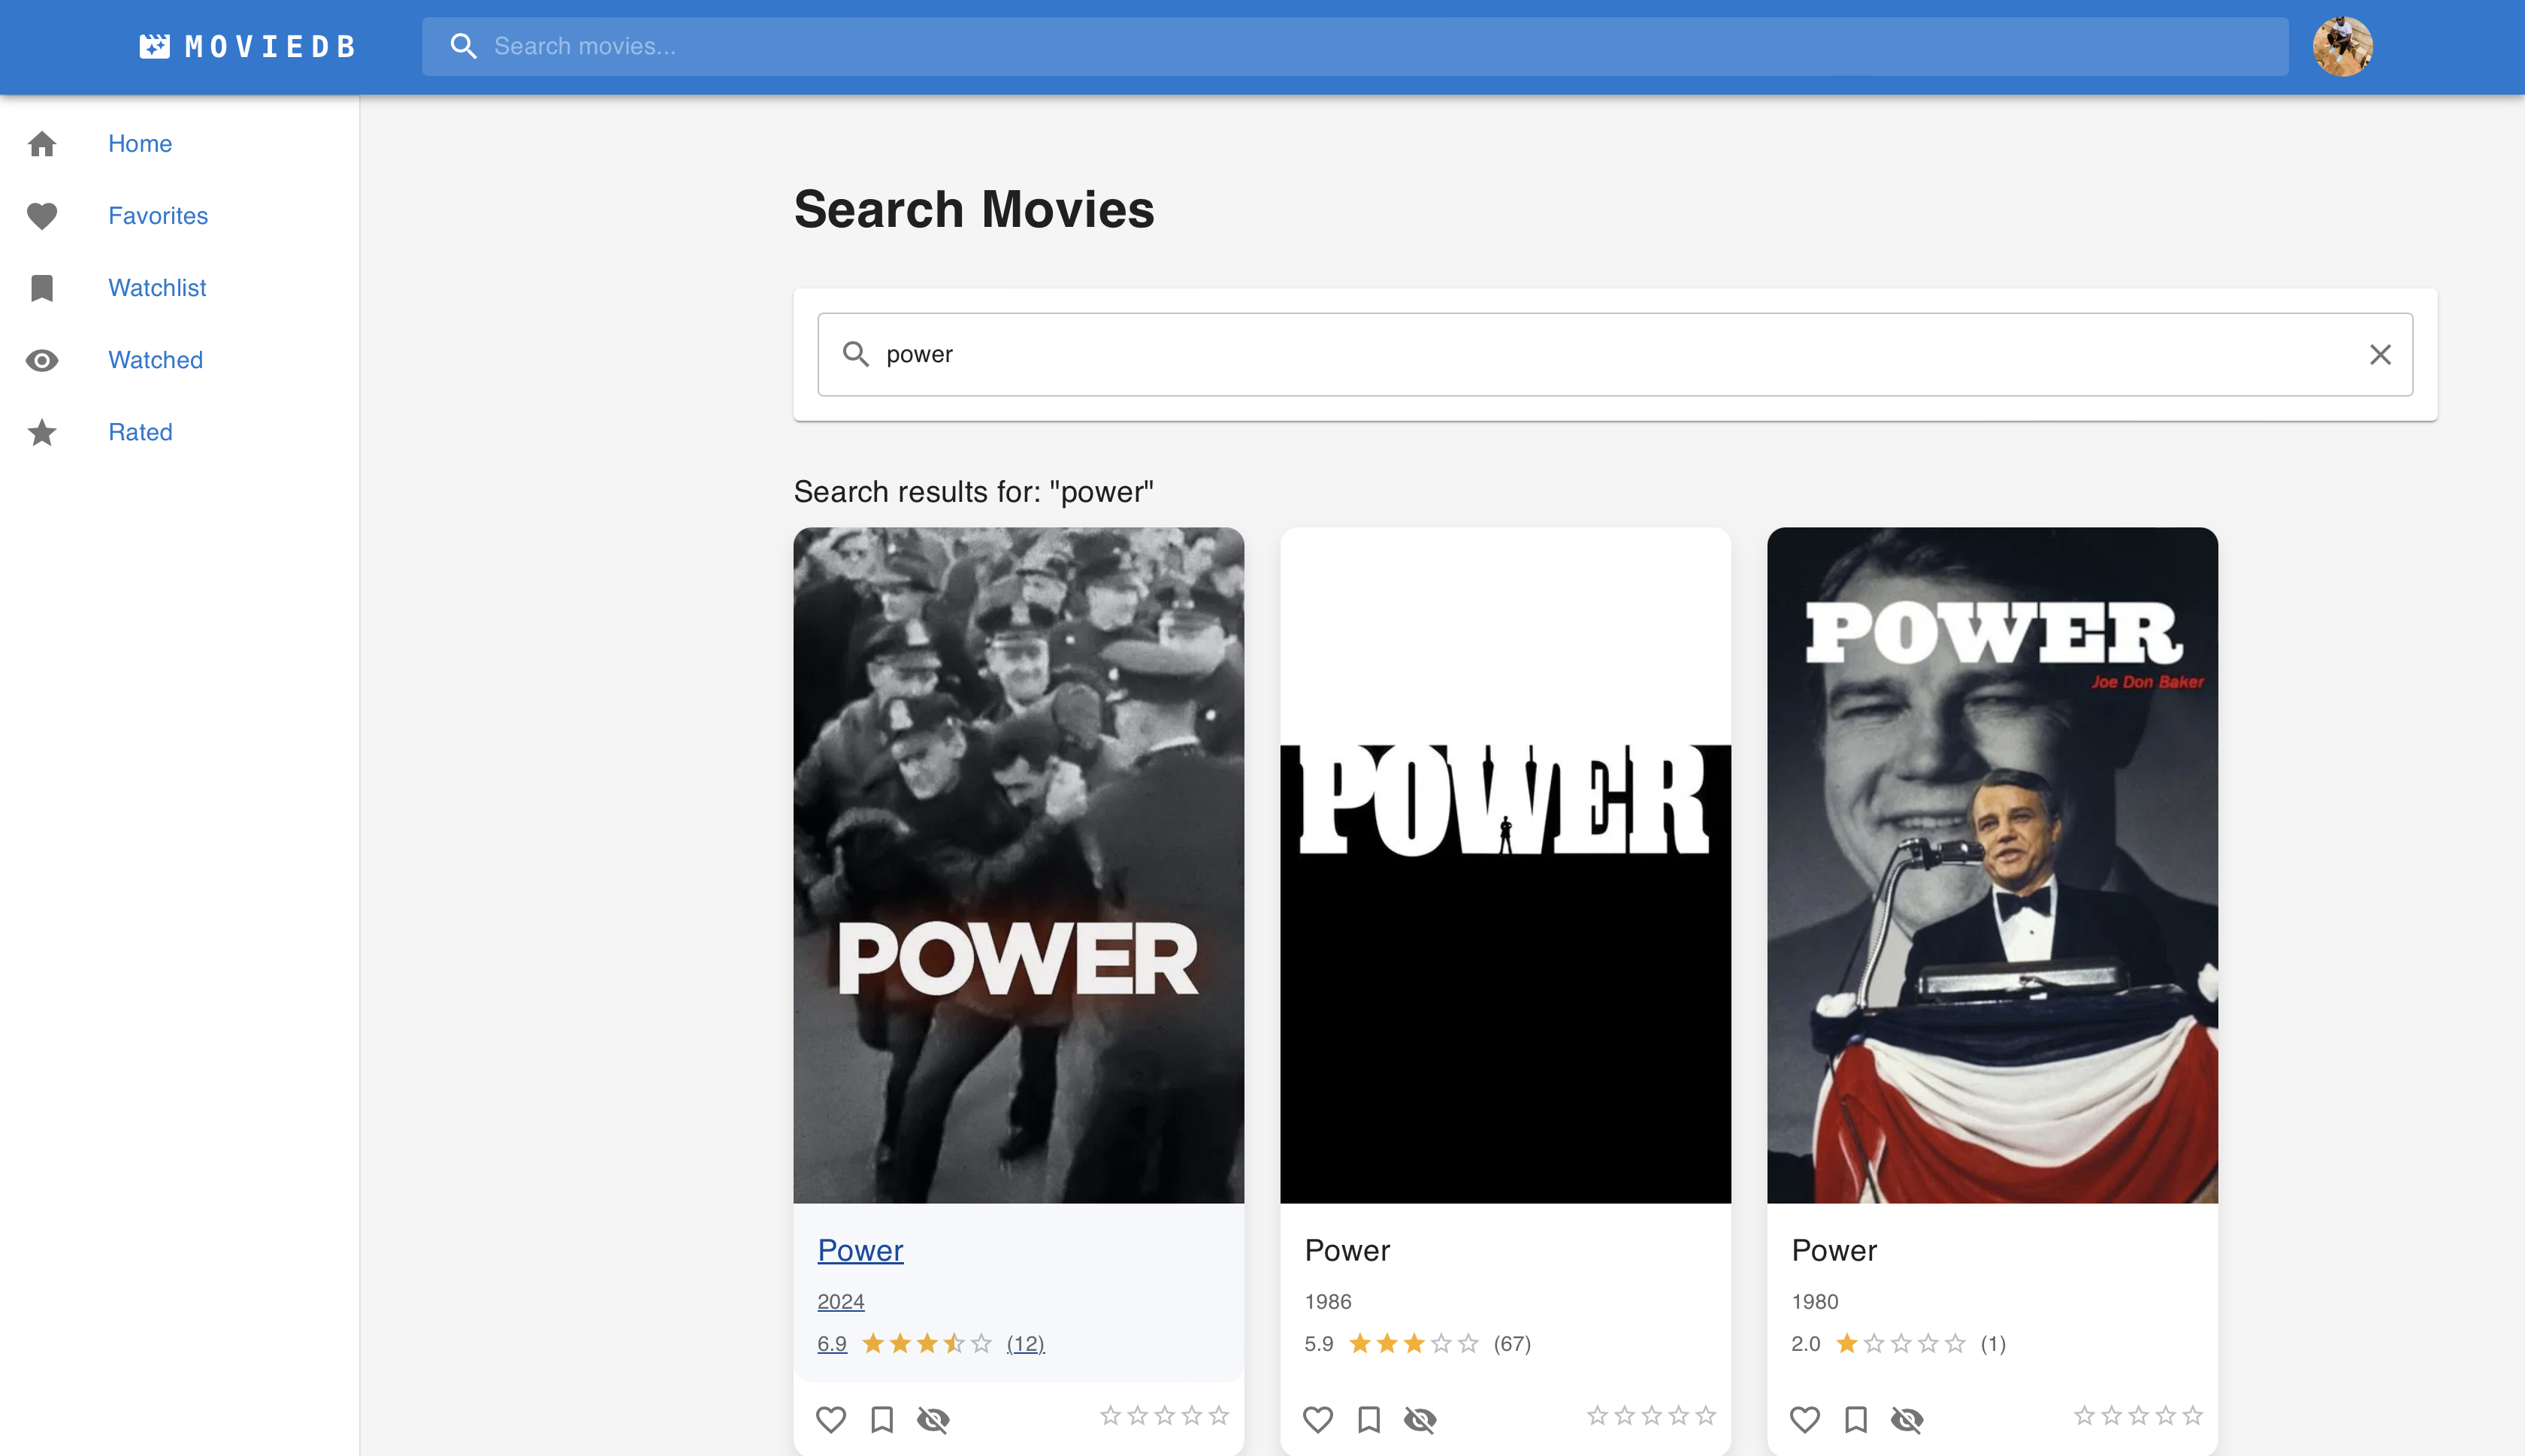 MOVIEDB
Search movies...
Home
Favorites
Watchlist
Watched
Rated
Search Movies
power
Search results for: "power"
POWER
POWER
POWER
Joe Don Baker
Power
2024
6.9 (12)
Power
1986
5.9 (67)
Power
1980
2.0 (1)